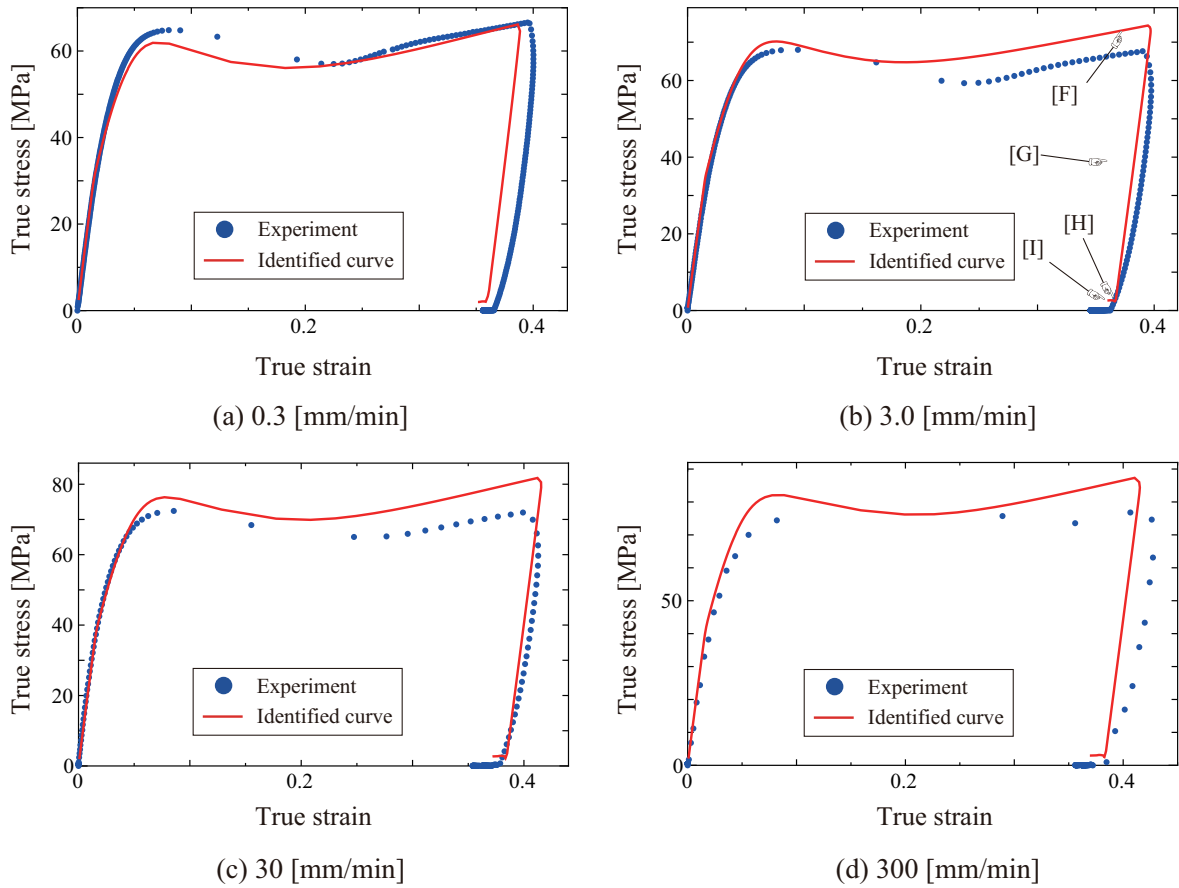 True stress [MPa]
60
40
20
0
0
0.2
0.4
Experiment
Identified curve
True strain
(a) 0.3 [mm/min]
True stress [MPa]
60
40
20
0
0
0.2
0.4
[F]
[G]
[H]
[I]
Experiment
Identified curve
True strain
(b) 3.0 [mm/min]
True stress [MPa]
80
60
40
20
0
0
0.2
0.4
Experiment
Identified curve
True strain
(c) 30 [mm/min]
True stress [MPa]
50
0
0
0.2
0.4
Experiment
Identified curve
True strain
(d) 300 [mm/min]